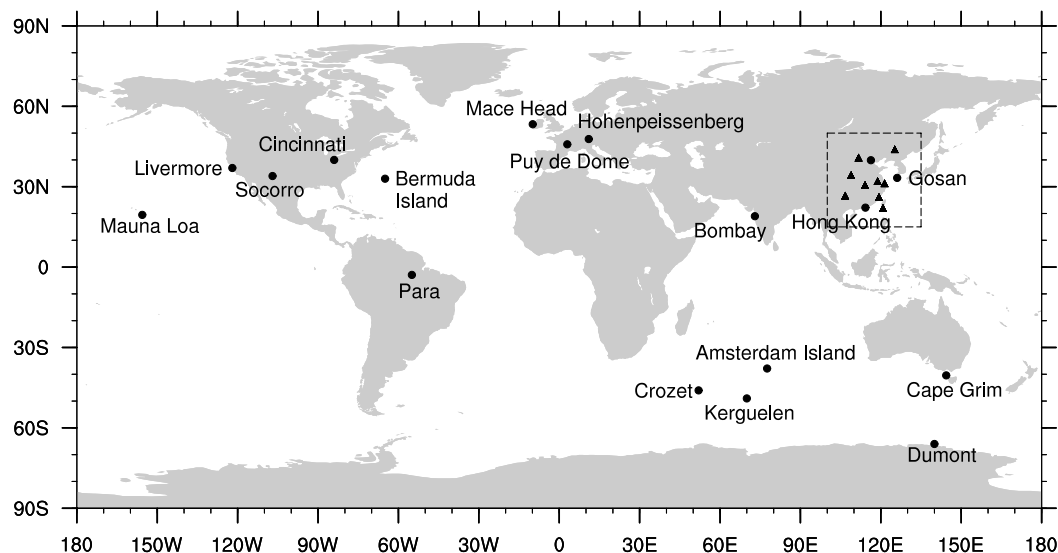 90N
60N
30N
0
30S
60S
90S
Mace Head
Hohenpeissenberg
Cincinnati
Puy de Dome
Livermore
Socorro
Bermuda
Island
Gosan
Mauna Loa
Bombay
Hong Kong
Para
Amsterdam Island
Crozet
Kerguelen
Cape Grim
Dumont
180 150W 120W 90W 60W 30W 0 30E 60E 90E 120E 150E 180